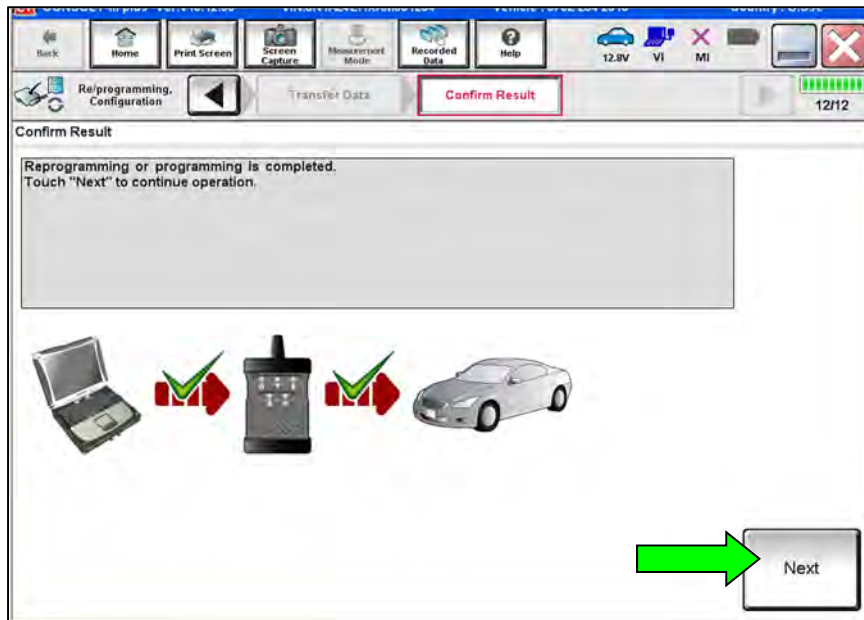 Back
Home
Print Screen
Screen
Capture
Measurement
Mode
Recorded
Data
Help
12.8V
VI
MI
Re/programming,
Configuration
Transfer Data
Confirm Result
12/12
Confirm Result
Reprogramming or programming is completed.
Touch "Next" to continue operation.
Next